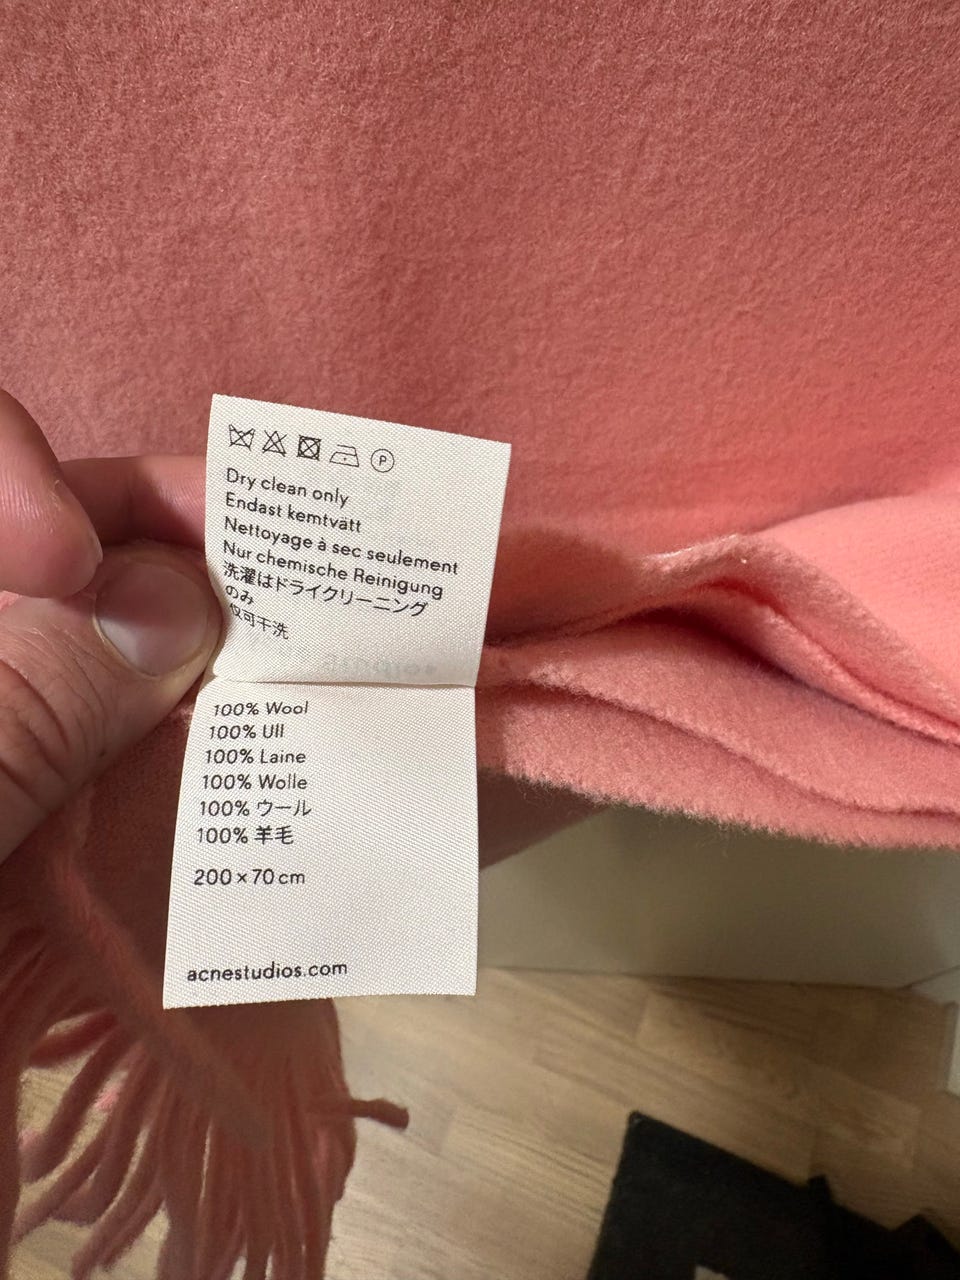 P
Dry clean only
Endast kemtvätt
Nettoyage à sec seulement
Nur chemische Reinigung
洗濯はドライクリーニング
のみ
仅可干洗
100% Wool
100% Ull
100% Laine
100% Wolle
100% ウール
100% 羊毛
200 × 70 cm
acnestudios.com